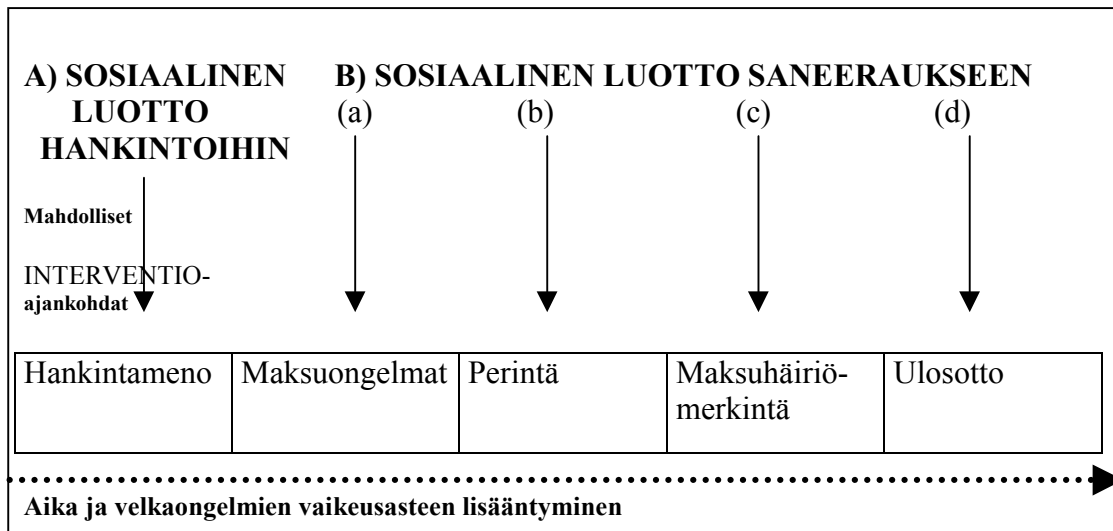 A) SOSIAALINEN
LUOTTO
HANKINTOIHIN
B) SOSIAALINEN LUOTTO SANEERAUKSEEN
(a) (b) (c) (d)
Mahdolliset
INTERVENTIO-
ajankohdat
Hankintameno Maksuongelmat Perintä Maksuhäiriö- Ulosotto
merkintä
Aika ja velkaongelmien vaikeusasteen lisääntyminen